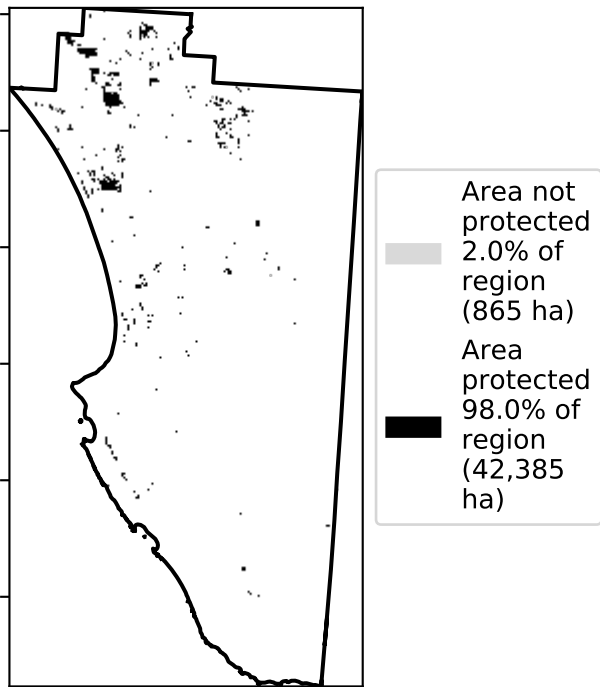 Area not
protected
2.0% of
region
(865 ha)
Area
protected
98.0% of
region
(42,385
ha)